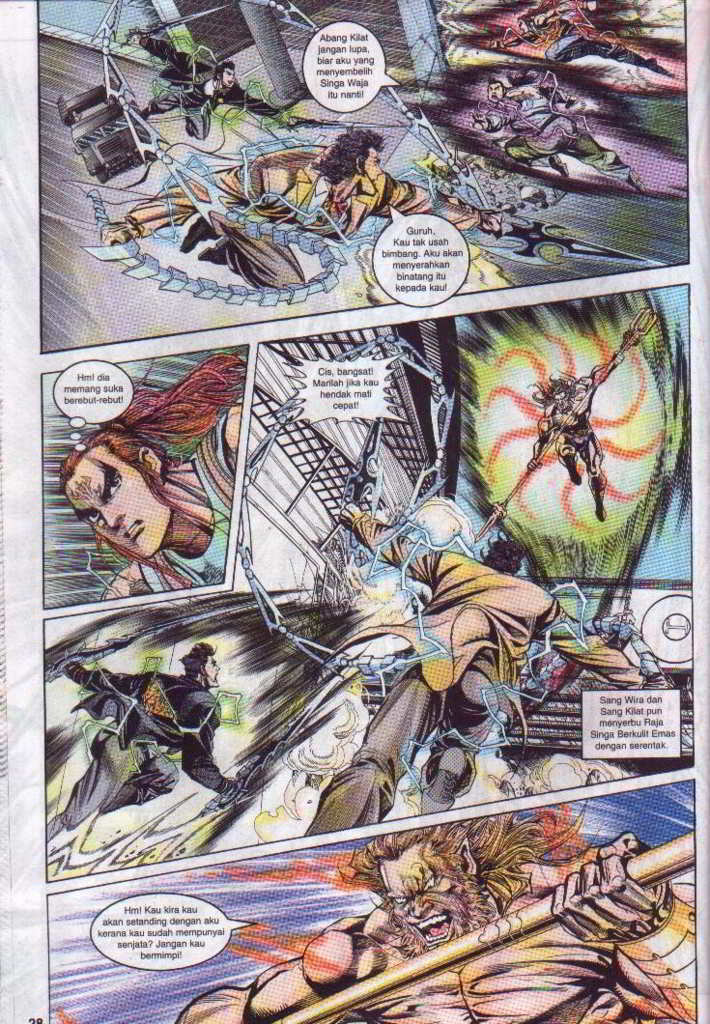 Abang Kilat
jangan lupa,
biar aku yang
menyembelih
Singa Waja
itu nanti!
Guruh,
Kau tak usah
bimbang. Aku akan
menyerahkan
binatang itu
kepada kau!
Hm! dia
memang suka
berebut-rebut!
Cis, bangsat!
Marilah jika kau
hendak mati
cepat!
Sang Wira dan
Sang Kilat pun
menyerbu Raja
Singa Berkulit Emas
dengan serentak.
Hm! Kau kira kau
akan setanding dengan aku
kerana kau sudah mempunyai
senjata? Jangan kau
bermimpi!
28